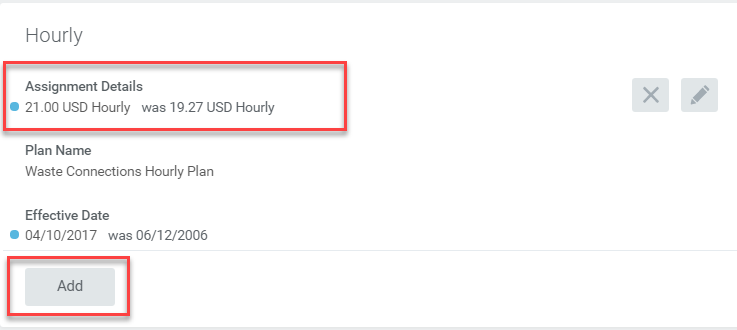 Hourly
Assignment Details
21.00 USD Hourly was 19.27 USD Hourly
Plan Name
Waste Connections Hourly Plan
Effective Date
04/10/2017 was 06/12/2006
Add